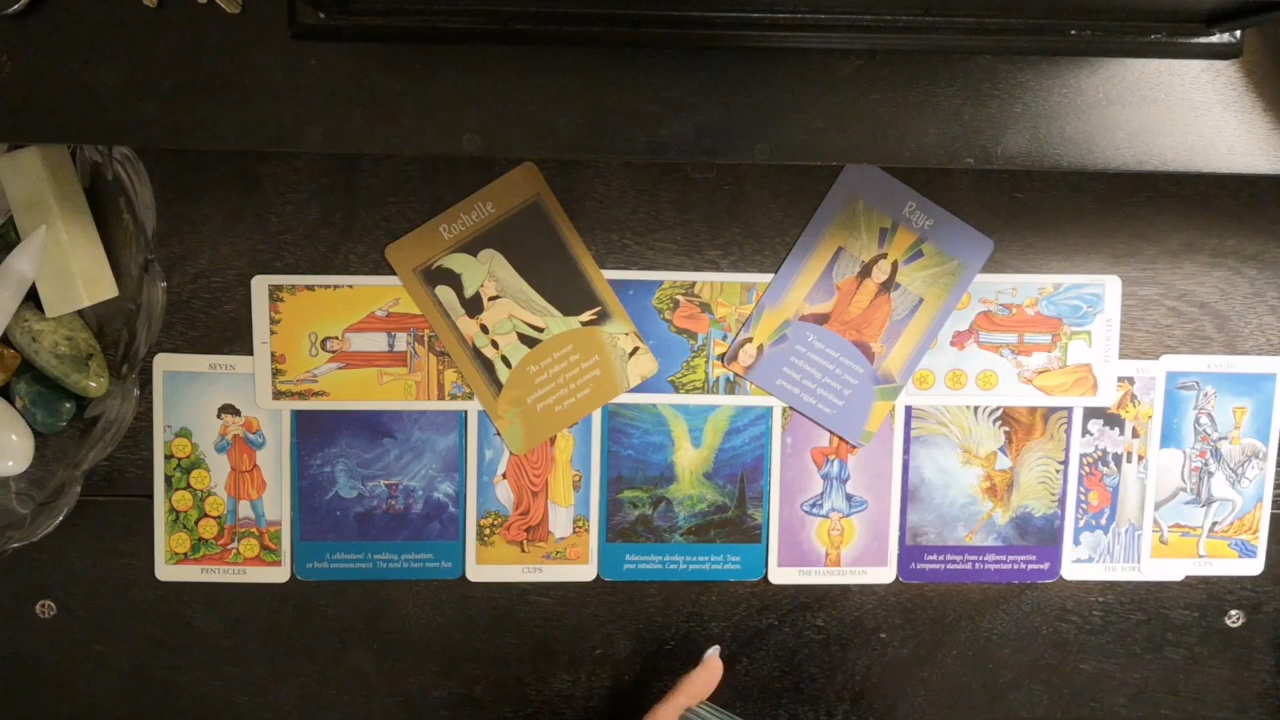 Rochelle
"As you honor
and follow the
guidance of your heart,
prosperity is coming
to you now."
Raye
"Yoga and exercise
are essential to your
well-being, peace of
mind, and spiritual
growth right now."
I
PENTACLES
SEVEN
PENTACLES
A celebration! A wedding, graduation,
or birth announcement. The need to have more fun.
CUPS
Relationships develop to a new level. Trust
your intuition. Care for yourself and others.
THE HANGED MAN
Look at things from a different perspective.
A temporary standstill. It's important to be yourself!
THE TOW
KNIGHT
CUPS